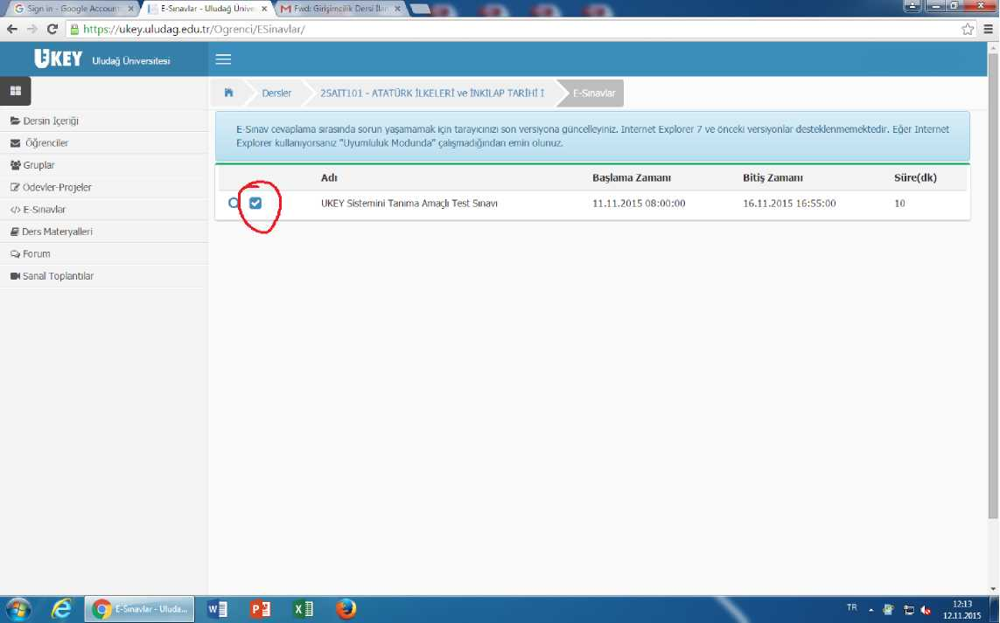 Sign in - Google Account
E-Sınavlar - Uludağ Üniver
Fwd: Girişimcilik Dersi İlan
https://ukey.uludag.edu.tr/Ogrenci/ESinavlar/
UKEY Uludağ Üniversitesi
Dersler
2SAIT101 - ATATÜRK İLKELERİ ve İNKILAP TARİHİ I
E-Sınavlar
Dersin İçeriği
Öğrenciler
Gruplar
Ödevler-Projeler
E-Sınavlar
Ders Materyalleri
Forum
Sanal Toplantılar
E-Sınav cevaplama sırasında sorun yaşamamak için tarayıcınızı son versiyona güncelleyiniz. Internet Explorer 7 ve önceki versiyonlar desteklenmemektedir. Eğer Internet
Explorer kullanıyorsanız "Uyumluluk Modunda" çalışmadığından emin olunuz.
Adı Başlama Zamanı Bitiş Zamanı Süre(dk)
UKEY Sistemini Tanıma Amaçlı Test Sınavı 11.11.2015 08:00:00 16.11.2015 16:55:00 10
E-Sınavlar - Uluda...
TR
12:13
12.11.2015